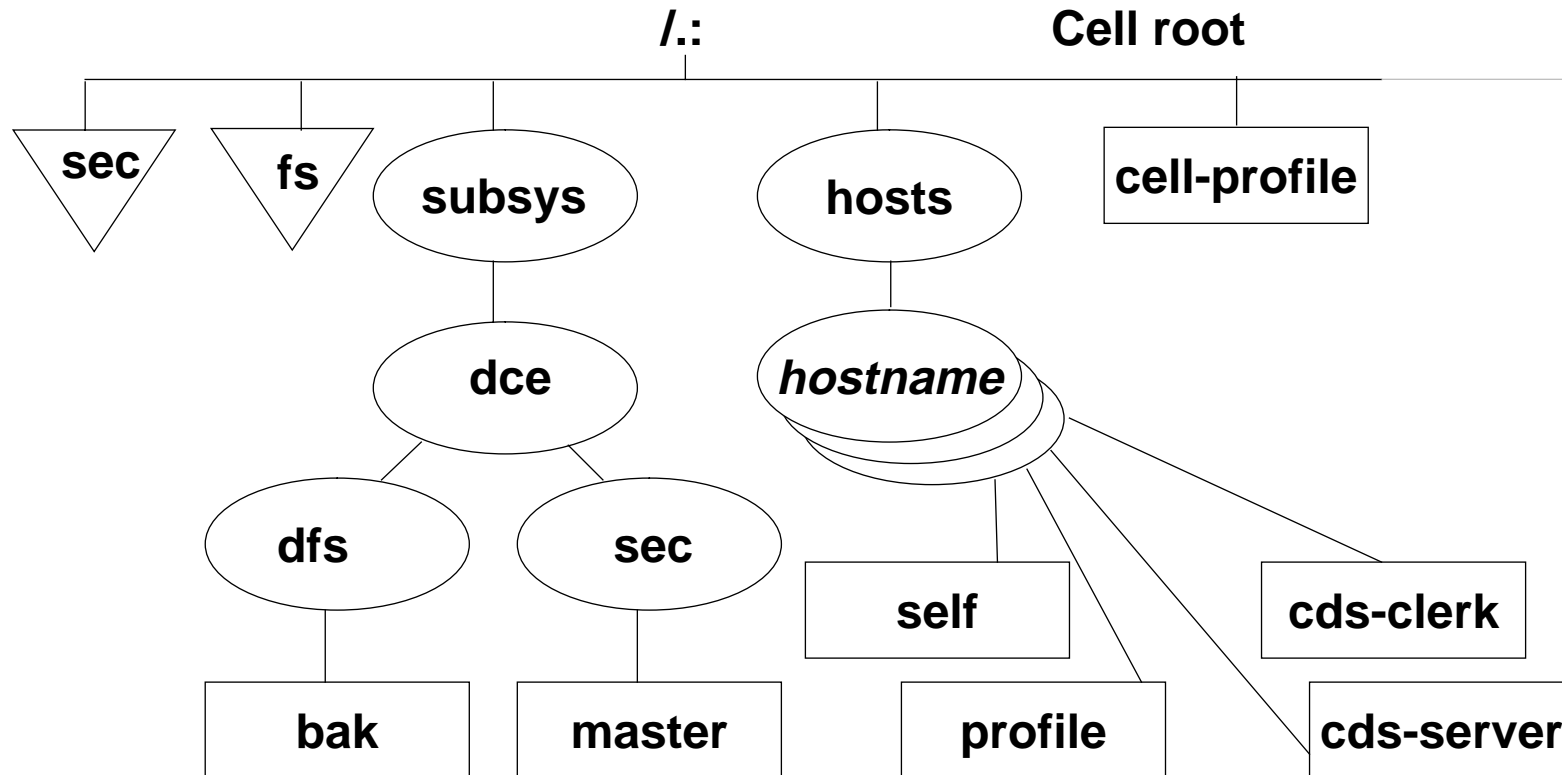 /.: Cell root
sec
fs
subsys
hosts
cell-profile
dce
hostname
dfs
sec
self
cds-clerk
bak
master
profile
cds-server